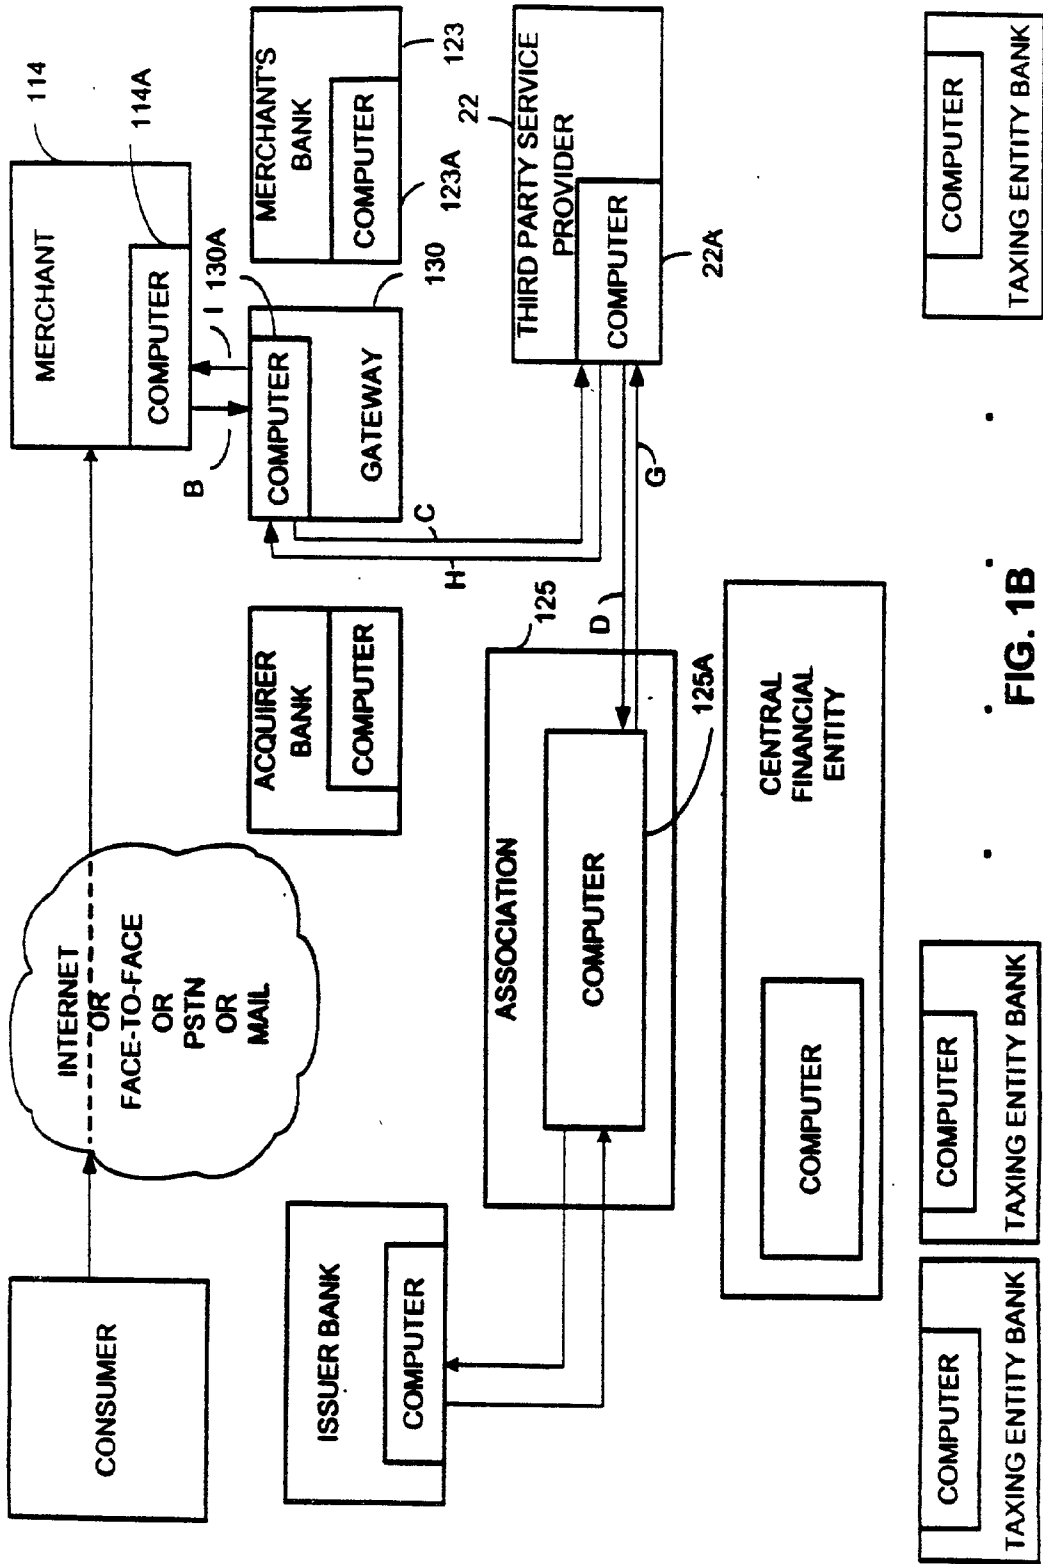 CONSUMER
INTERNET
OR
FACE-TO-FACE
OR
PSTN
OR
MAIL
MERCHANT
COMPUTER
114
114A
B
I
130A
ISSUER BANK
COMPUTER
ACQUIRER
BANK
COMPUTER
COMPUTER
GATEWAY
130
MERCHANT'S
BANK
COMPUTER
123
123A
H
C
ASSOCIATION
COMPUTER
125
125A
D
G
THIRD PARTY SERVICE
PROVIDER
COMPUTER
22
22A
CENTRAL
FINANCIAL
ENTITY
COMPUTER
COMPUTER
TAXING ENTITY BANK
COMPUTER
TAXING ENTITY BANK
COMPUTER
TAXING ENTITY BANK
FIG. 1B